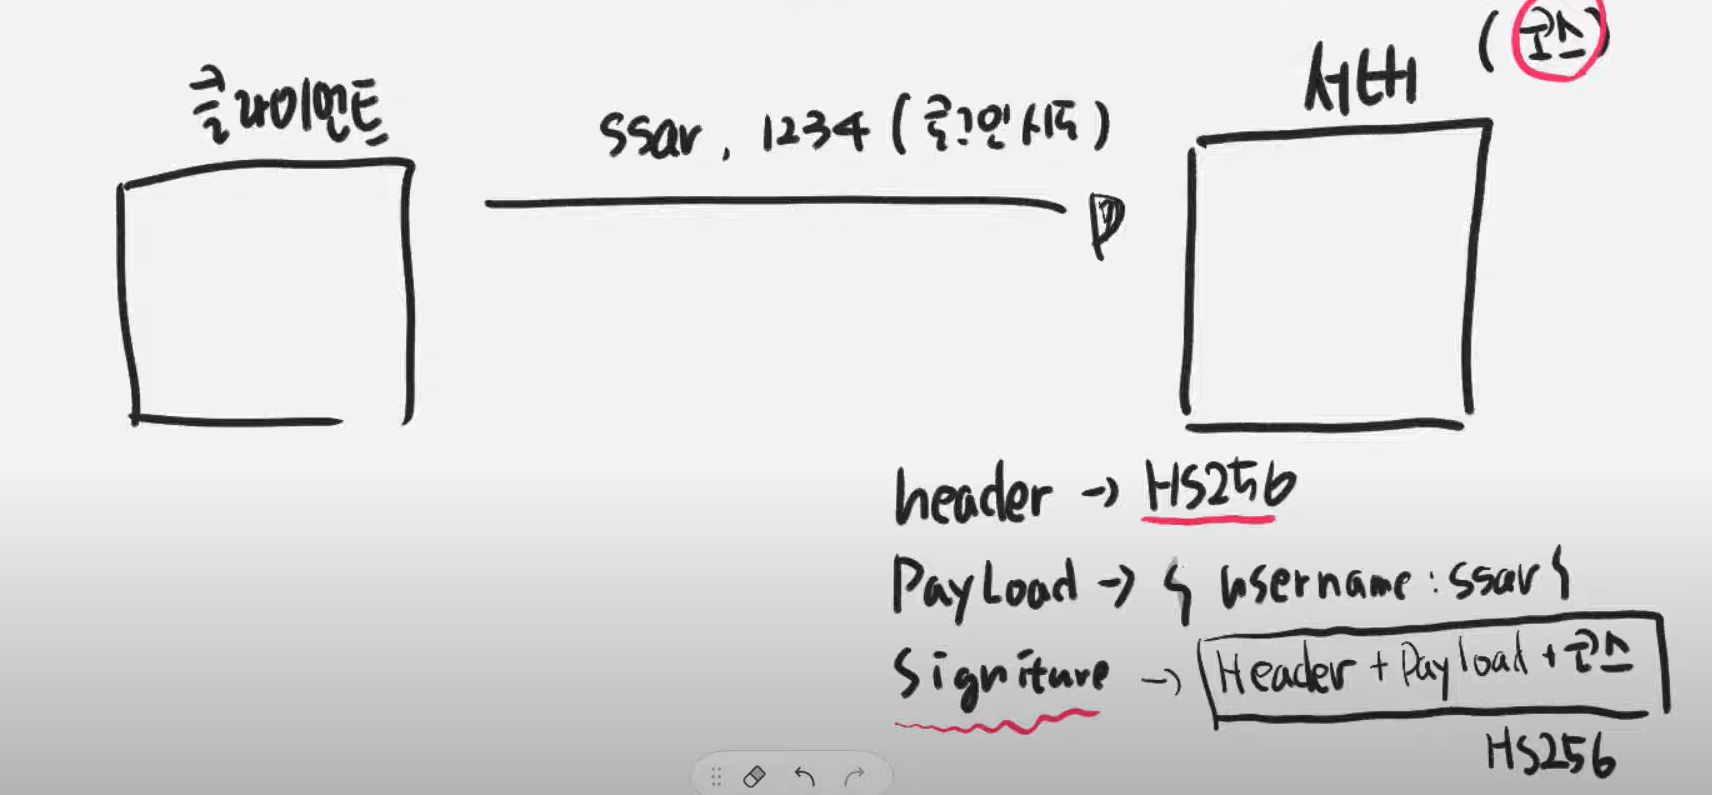 클라이언트
ssar, 1234 (로그인시도)
서버 (코스)
header → HS256
PayLoad → { username : ssar }
Signiture → Header + Payload + 코스
HS256